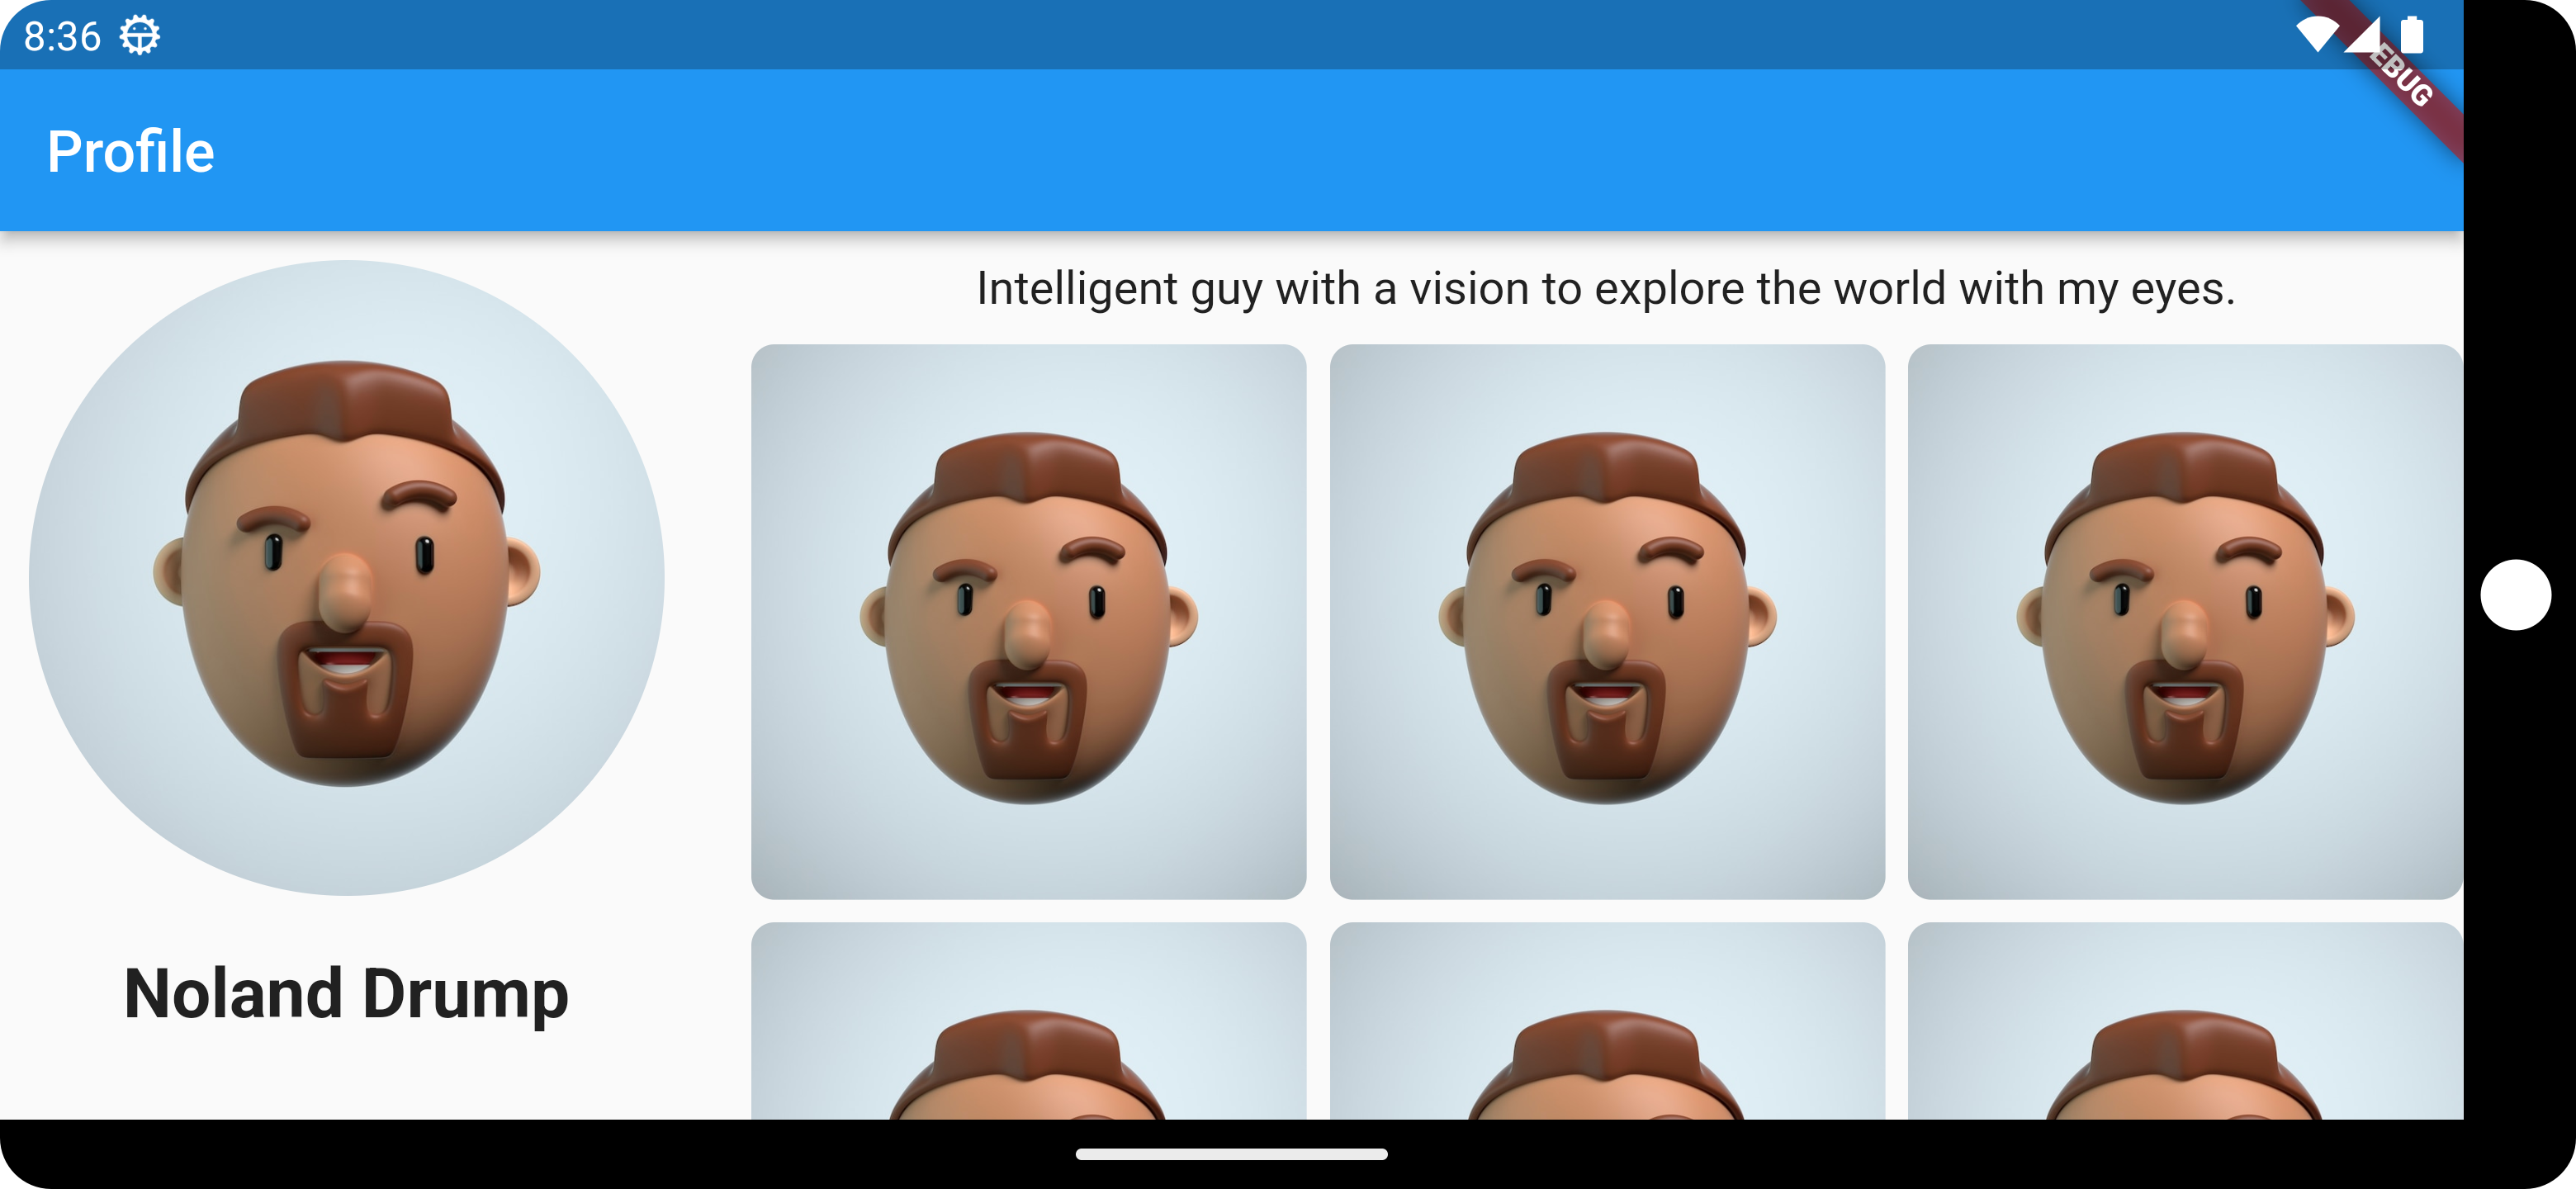 8:36
EBUG
Profile
Intelligent guy with a vision to explore the world with my eyes.
Noland Drump